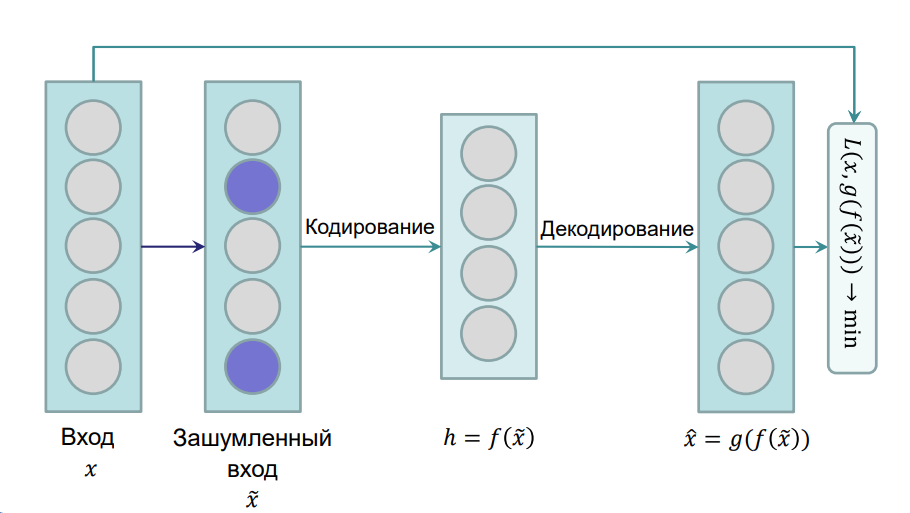 Кодирование
Декодирование
L(x, g(f(x̃))) → min
Вход
x
Зашумленный
вход
x̃
h = f(x̃)
x̂ = g(f(x̃))